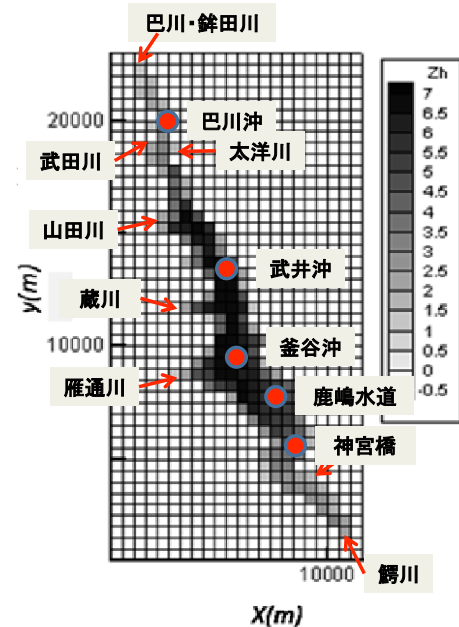 巴川・鉾田川
Zh
7
6.5
6
5.5
5
4.5
4
3.5
3
2.5
2
1.5
1
0.5
0
-0.5
20000
巴川沖
武田川
太洋川
山田川
武井沖
y(m)
蔵川
10000
釜谷沖
雁通川
鹿嶋水道
神宮橋
10000
鰐川
X(m)